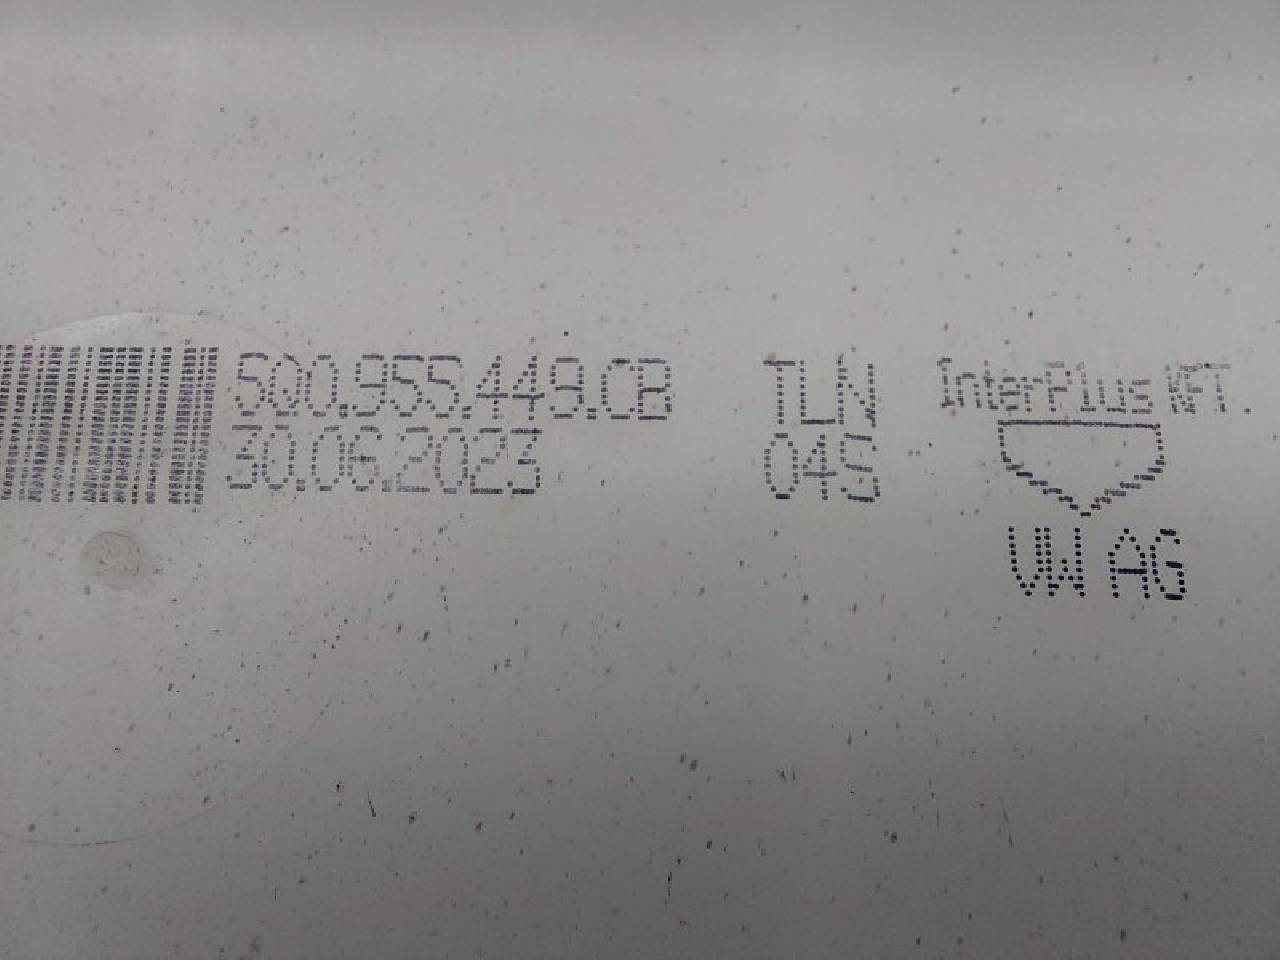 5Q0.955.449.CB
30.06.2023
TLN
04S
InterPlus KFT.
VW AG